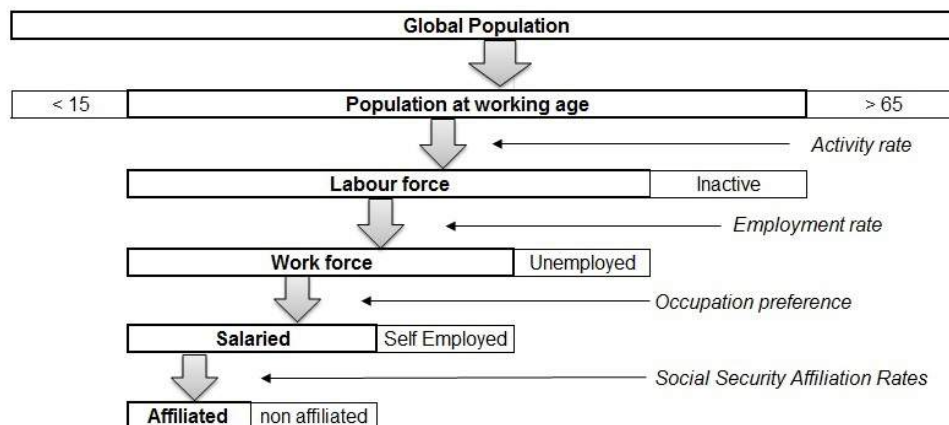 Global Population
< 15 Population at working age > 65
Activity rate
Labour force Inactive
Employment rate
Work force Unemployed
Occupation preference
Salaried Self Employed
Social Security Affiliation Rates
Affiliated non affiliated